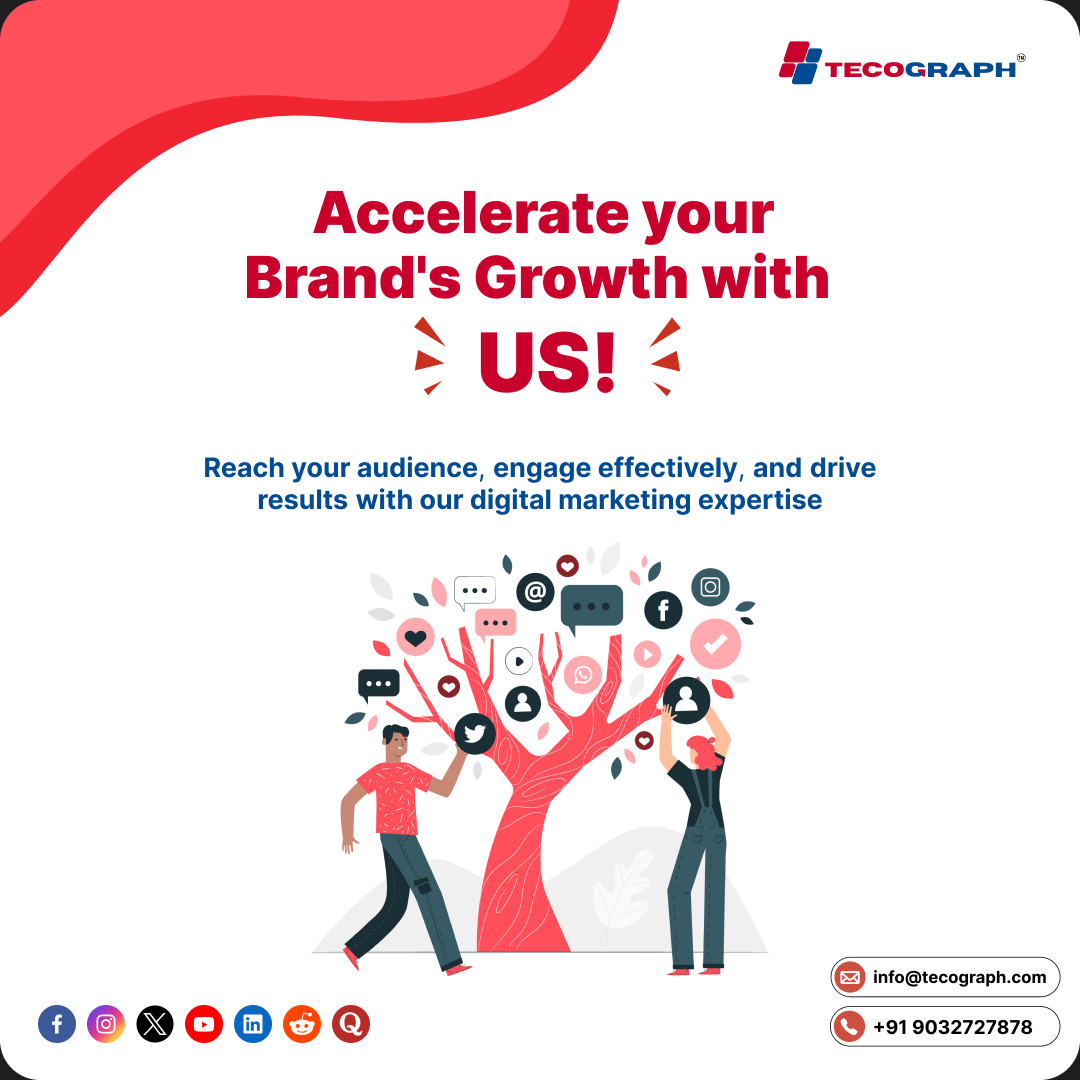 TECOGRAPH™
Accelerate your
Brand's Growth with
US!
Reach your audience, engage effectively, and drive
results with our digital marketing expertise
info@tecograph.com
+91 9032727878